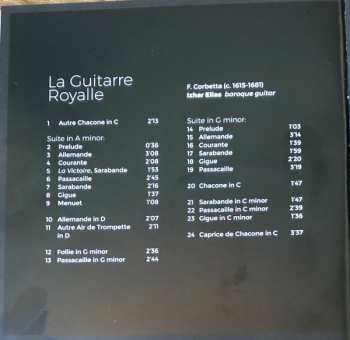 La Guitarre
Royalle
F. Corbetta (c. 1615-1681)
Izhar Elias baroque guitar
1 Autre Chacone in C 2'13
Suite in A minor:
2 Prelude 0'36
3 Allemande 3'08
4 Courante 3'08
5 La Victoire, Sarabande 1'53
6 Passacaille 2'45
7 Sarabande 2'16
8 Gigue 1'37
9 Menuet 1'08
10 Allemande in D 2'07
11 Autre Air de Trompette 2'11
in D
12 Follie in G minor 2'36
13 Passacaille in G minor 2'44
Suite in G minor:
14 Prelude 1'03
15 Allemande 3'14
16 Courante 1'39
17 Sarabande 1'59
18 Gigue 2'20
19 Passacaille 3'19
20 Chacone in C 1'47
21 Sarabande in C minor 1'47
22 Passacaille in C minor 2'39
23 Gigue in C minor 1'36
24 Caprice de Chacone in C 3'37